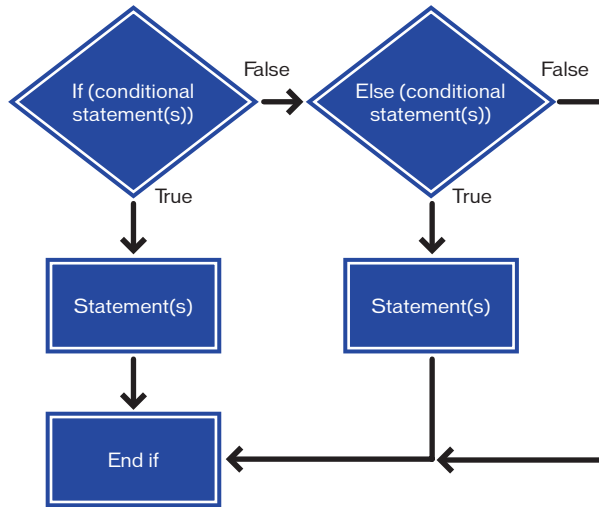 If (conditional
statement(s))
False
Else (conditional
statement(s))
False
True
True
Statement(s)
Statement(s)
End if